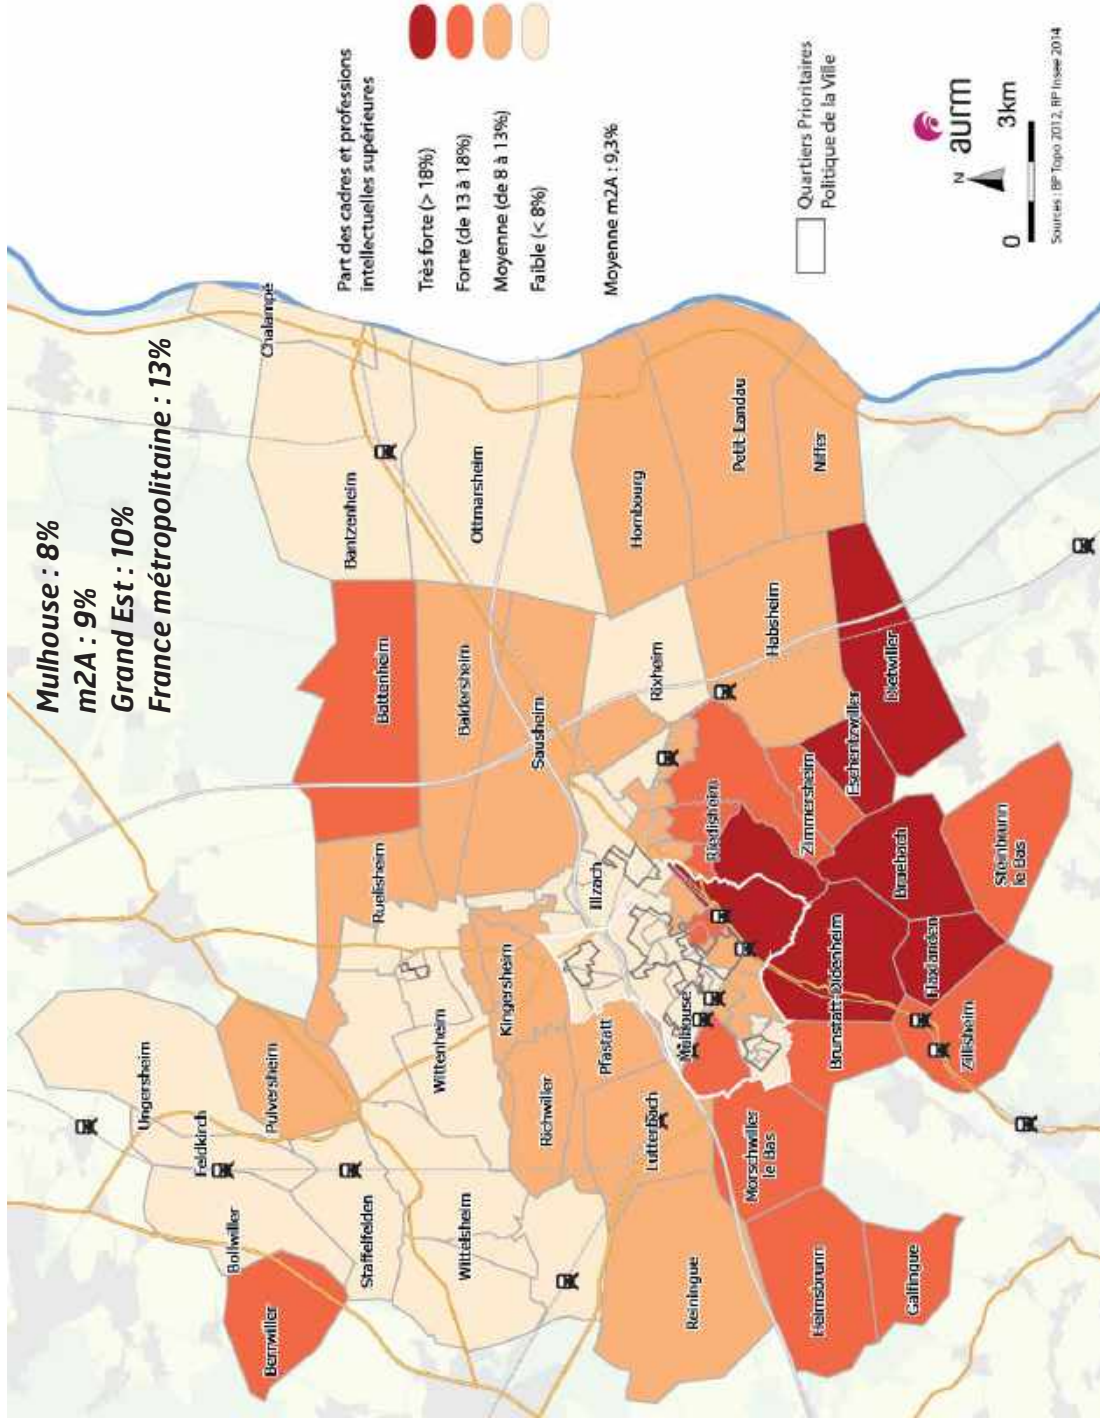 Mulhouse : 8%
m2A : 9%
Grand Est : 10%
France métropolitaine : 13%
Part des cadres et professions
intellectuelles supérieures
Très forte (> 18%)
Forte (de 13 à 18%)
Moyenne (de 8 à 13%)
Faible (< 8%)
Moyenne m2A : 9,3%
Quartiers Prioritaires
Politique de la Ville
aurm
N
0
3km
Sources : BP Topo 2012, RP Insee 2014
Chalampé
Bantzenheim
Ottmarsheim
Hombourg
Petit-Landau
Niffer
Battenheim
Baldersheim
Sausheim
Rixheim
Habsheim
Dietwiller
Eschentzwiller
Zimmersheim
Riedisheim
Bruebach
Steinbrunn
le Bas
Ruelisheim
Illzach
Kingersheim
Wittenheim
Pfastatt
Mulhouse
Brunstatt-Didenheim
Flaxlanden
Zillisheim
Ungersheim
Pulversheim
Feldkirch
Richwiller
Lutterbach
Morschwiller
le Bas
Bollwiller
Staffelfelden
Wittelsheim
Reiningue
Heimsbrunn
Galfingue
Berrwiller